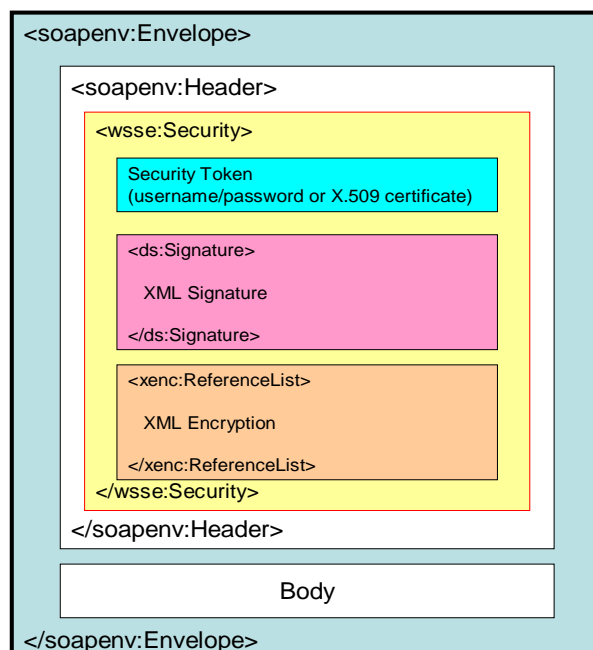 <soapenv:Envelope>
<soapenv:Header>
<wsse:Security>
Security Token
(username/password or X.509 certificate)
<ds:Signature>
XML Signature
</ds:Signature>
<xenc:ReferenceList>
XML Encryption
</xenc:ReferenceList>
</wsse:Security>
</soapenv:Header>
Body
</soapenv:Envelope>